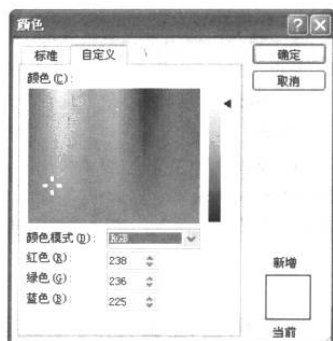 颜色
标准 自定义
确定
取消
颜色(C):
颜色模式(D): RGB
红色(R) 238
绿色(G) 236
蓝色(B) 225
新增
当前